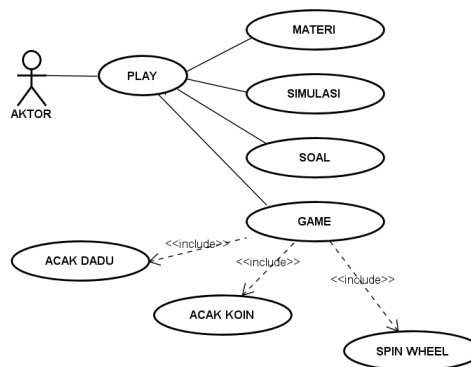 MATERI
PLAY
AKTOR
SIMULASI
SOAL
GAME
<<include>>
ACAK DADU
<<include>>
<<include>>
ACAK KOIN
SPIN WHEEL